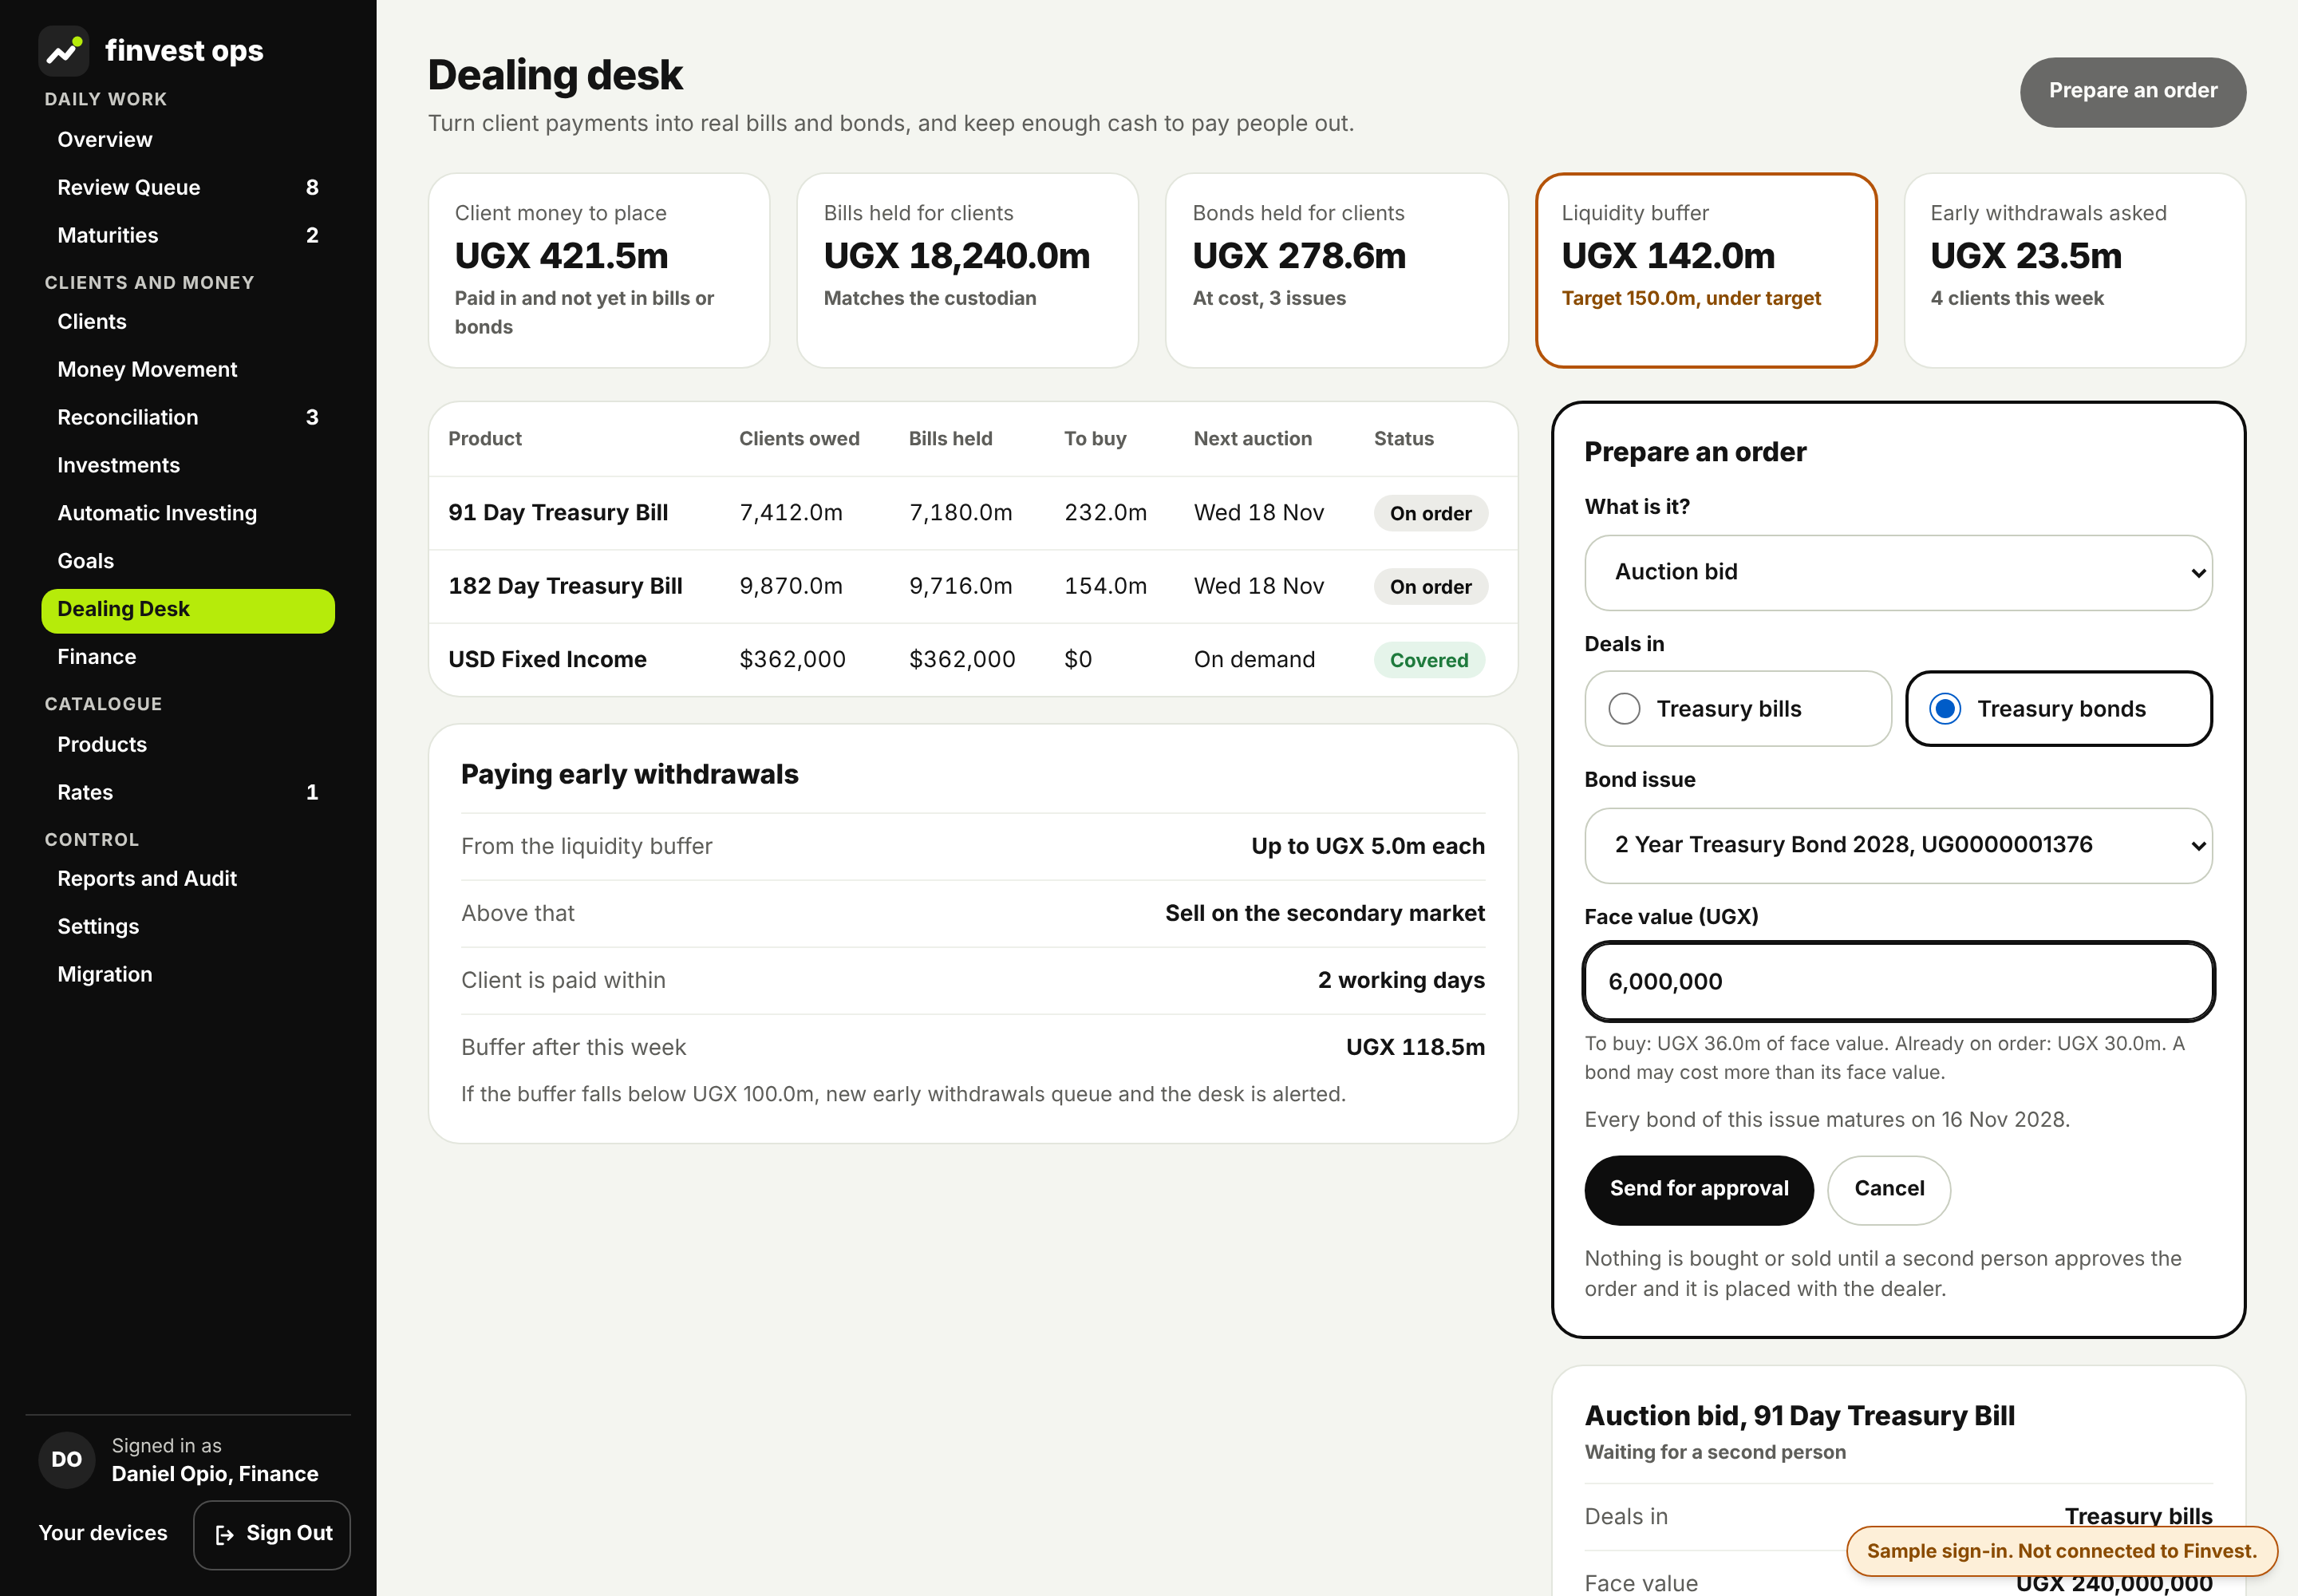 finvest ops
DAILY WORK
Overview
Review Queue 8
Maturities 2
CLIENTS AND MONEY
Clients
Money Movement
Reconciliation 3
Investments
Automatic Investing
Goals
Dealing Desk
Finance
CATALOGUE
Products
Rates 1
CONTROL
Reports and Audit
Settings
Migration
DO
Signed in as
Daniel Opio, Finance
Your devices
Sign Out
Dealing desk
Turn client payments into real bills and bonds, and keep enough cash to pay people out.
Prepare an order
Client money to place
UGX 421.5m
Paid in and not yet in bills or
bonds
Bills held for clients
UGX 18,240.0m
Matches the custodian
Bonds held for clients
UGX 278.6m
At cost, 3 issues
Liquidity buffer
UGX 142.0m
Target 150.0m, under target
Early withdrawals asked
UGX 23.5m
4 clients this week
Product Clients owed Bills held To buy Next auction Status
91 Day Treasury Bill 7,412.0m 7,180.0m 232.0m Wed 18 Nov On order
182 Day Treasury Bill 9,870.0m 9,716.0m 154.0m Wed 18 Nov On order
USD Fixed Income $362,000 $362,000 $0 On demand Covered
Paying early withdrawals
From the liquidity buffer Up to UGX 5.0m each
Above that Sell on the secondary market
Client is paid within 2 working days
Buffer after this week UGX 118.5m
If the buffer falls below UGX 100.0m, new early withdrawals queue and the desk is alerted.
Prepare an order
What is it?
Auction bid
Deals in
Treasury bills
Treasury bonds
Bond issue
2 Year Treasury Bond 2028, UG0000001376
Face value (UGX)
6,000,000
To buy: UGX 36.0m of face value. Already on order: UGX 30.0m. A
bond may cost more than its face value.
Every bond of this issue matures on 16 Nov 2028.
Send for approval
Cancel
Nothing is bought or sold until a second person approves the
order and it is placed with the dealer.
Auction bid, 91 Day Treasury Bill
Waiting for a second person
Deals in Treasury bills
Sample sign-in. Not connected to Finvest.
Face value UGX 240,000,000